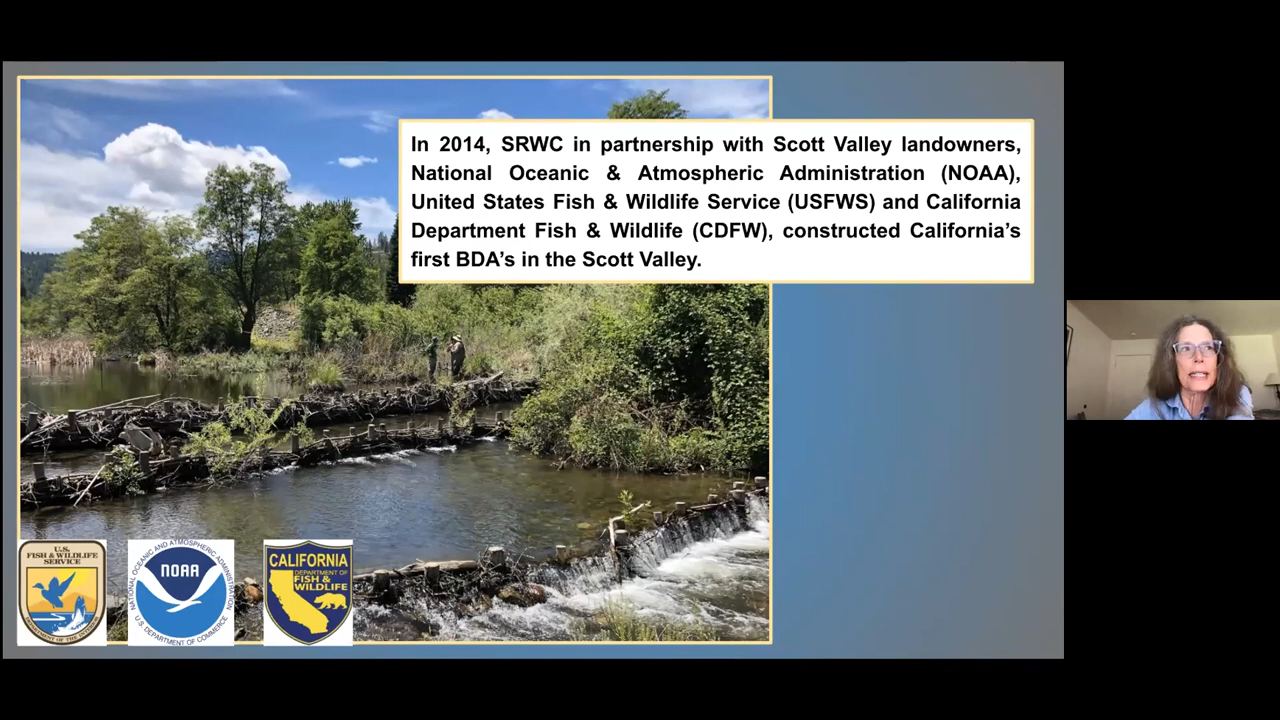 In 2014, SRWC in partnership with Scott Valley landowners,
National Oceanic & Atmospheric Administration (NOAA),
United States Fish & Wildlife Service (USFWS) and California
Department Fish & Wildlife (CDFW), constructed California’s
first BDA’s in the Scott Valley.
U.S.
FISH & WILDLIFE
SERVICE
DEPARTMENT OF THE INTERIOR
NATIONAL OCEANIC AND ATMOSPHERIC ADMINISTRATION
NOAA
U.S. DEPARTMENT OF COMMERCE
CALIFORNIA
DEPARTMENT OF
FISH &
WILDLIFE